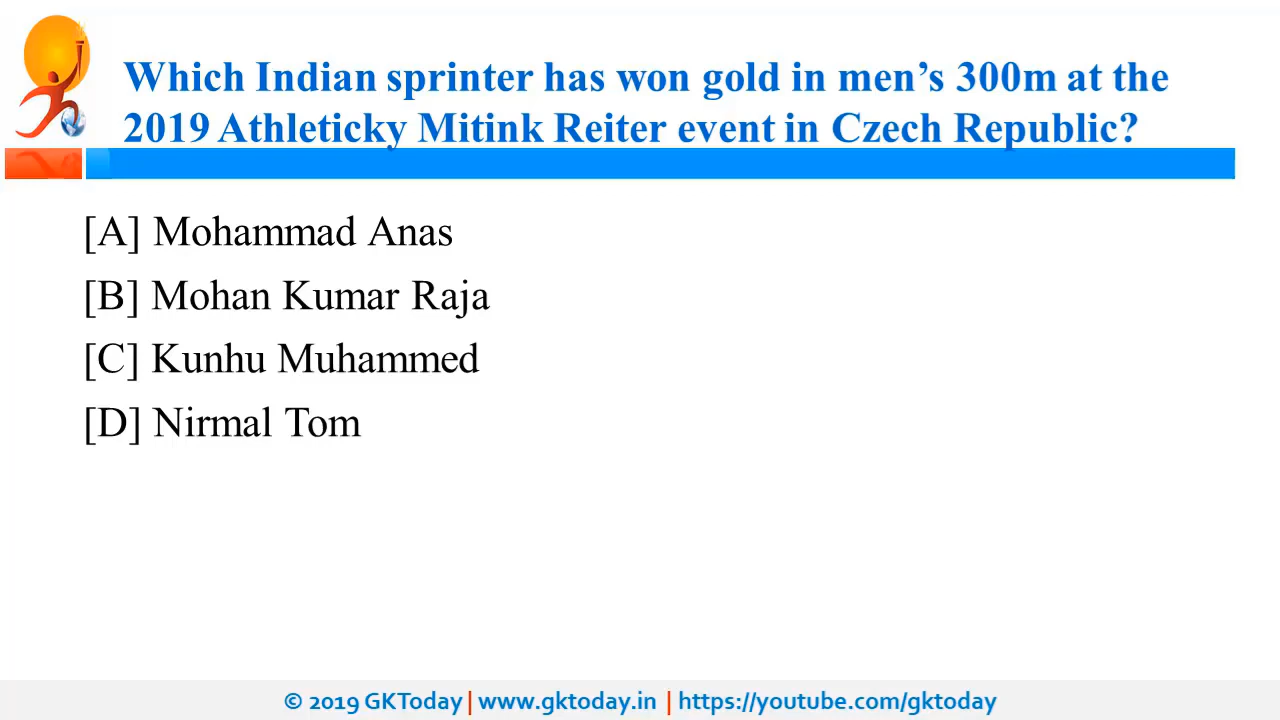 Which Indian sprinter has won gold in men’s 300m at the
2019 Athleticky Mitink Reiter event in Czech Republic?
[A] Mohammad Anas
[B] Mohan Kumar Raja
[C] Kunhu Muhammed
[D] Nirmal Tom
© 2019 GKToday | www.gktoday.in | https://youtube.com/gktoday